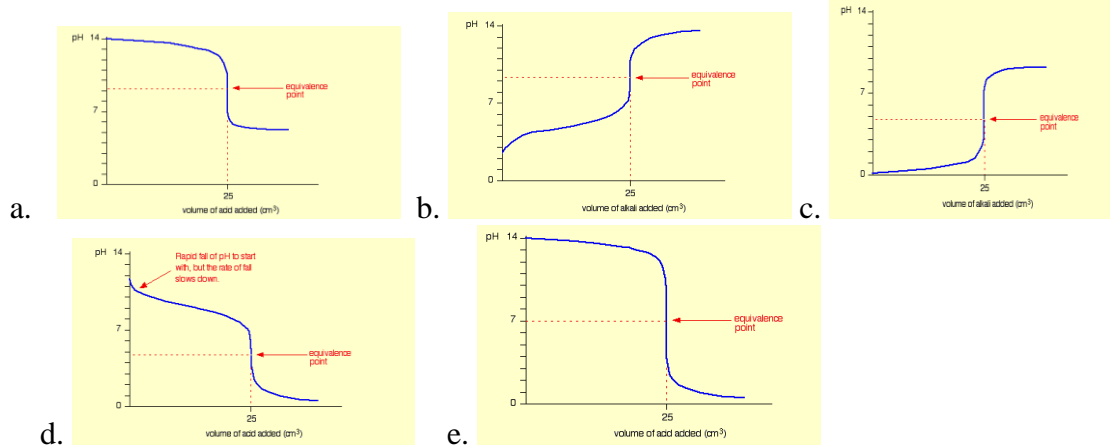 pH 14
equivalence
point
7
0
25
volume of acid added (cm³)
a.
pH 14
equivalence
point
7
0
25
volume of alkali added (cm³)
b.
pH 14
7
equivalence
point
0
25
volume of alkali added (cm³)
c.
pH 14
Rapid fall of pH to start
with, but the rate of fall
slows down.
7
equivalence
point
0
25
volume of acid added (cm³)
d.
pH 14
7
equivalence
point
0
25
volume of acid added (cm³)
e.